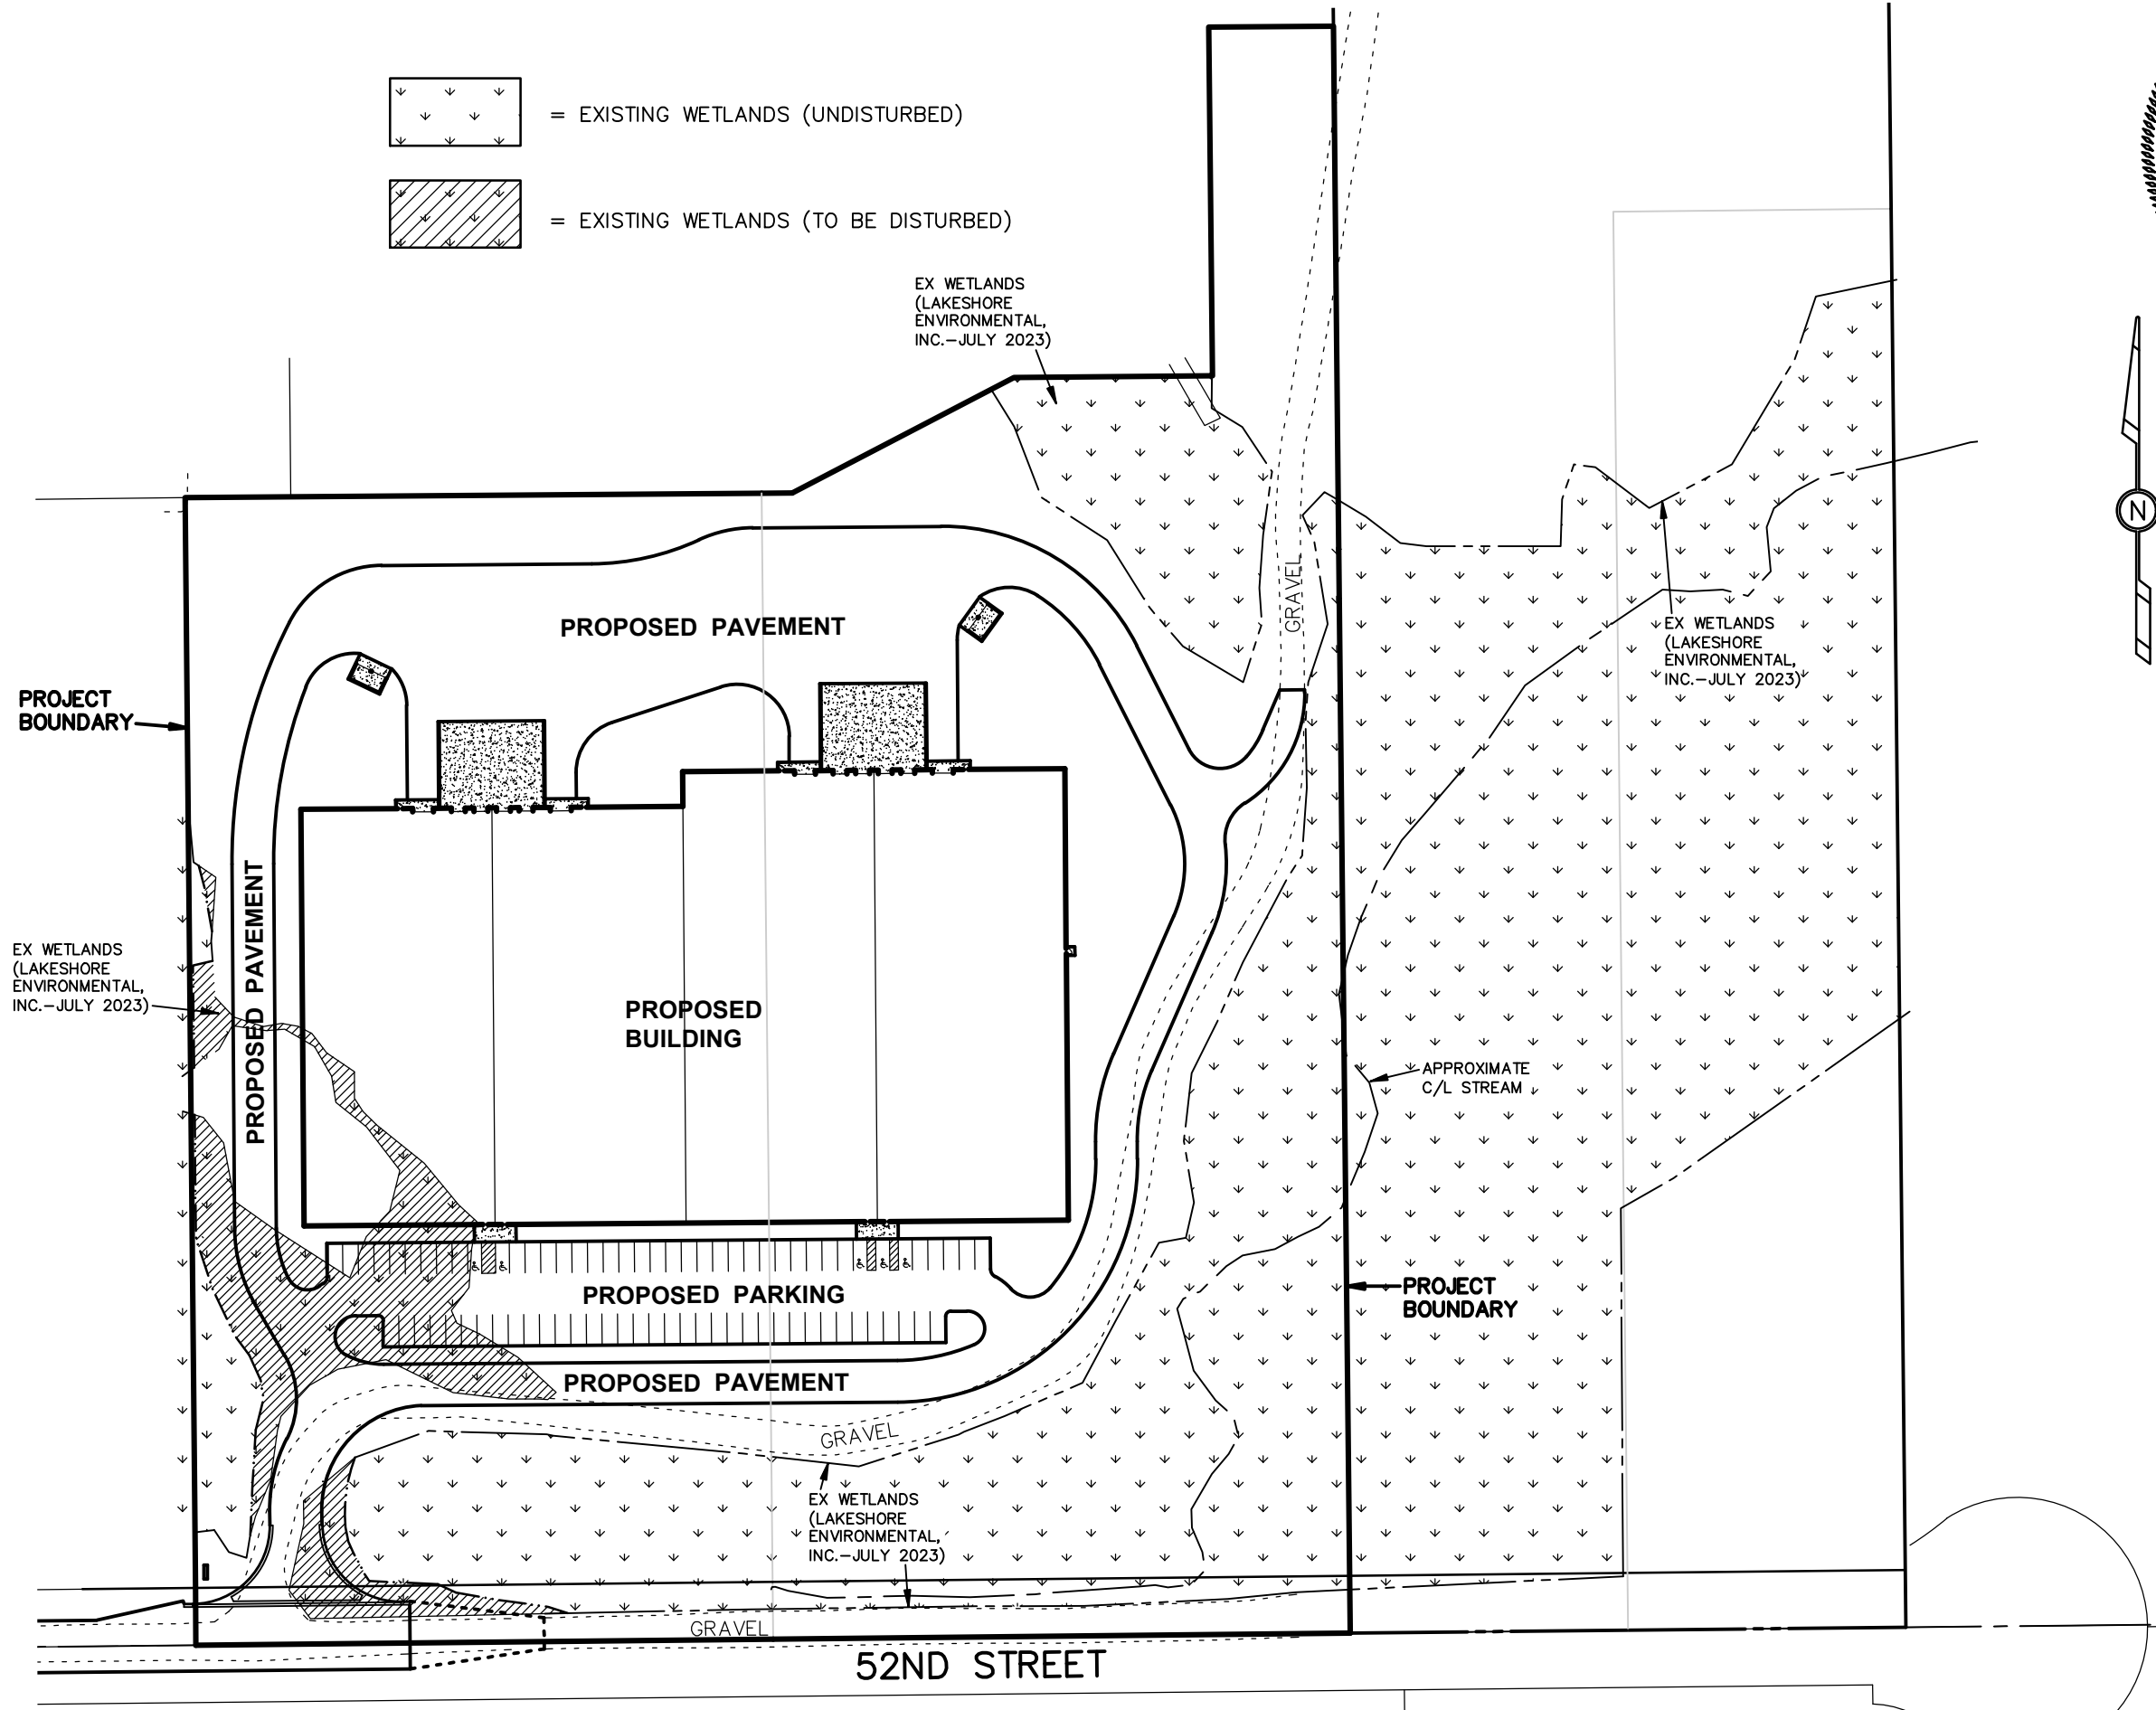 = EXISTING WETLANDS (UNDISTURBED)
= EXISTING WETLANDS (TO BE DISTURBED)
EX WETLANDS
(LAKESHORE
ENVIRONMENTAL,
INC.–JULY 2023)
N
GRAVEL
PROPOSED PAVEMENT
EX WETLANDS
(LAKESHORE
ENVIRONMENTAL,
INC.–JULY 2023)
PROJECT
BOUNDARY
PROPOSED PAVEMENT
EX WETLANDS
(LAKESHORE
ENVIRONMENTAL,
INC.–JULY 2023)
PROPOSED
BUILDING
APPROXIMATE
C/L STREAM
PROPOSED PARKING
PROJECT
BOUNDARY
PROPOSED PAVEMENT
GRAVEL
EX WETLANDS
(LAKESHORE
ENVIRONMENTAL,
INC.–JULY 2023)
GRAVEL
52ND STREET